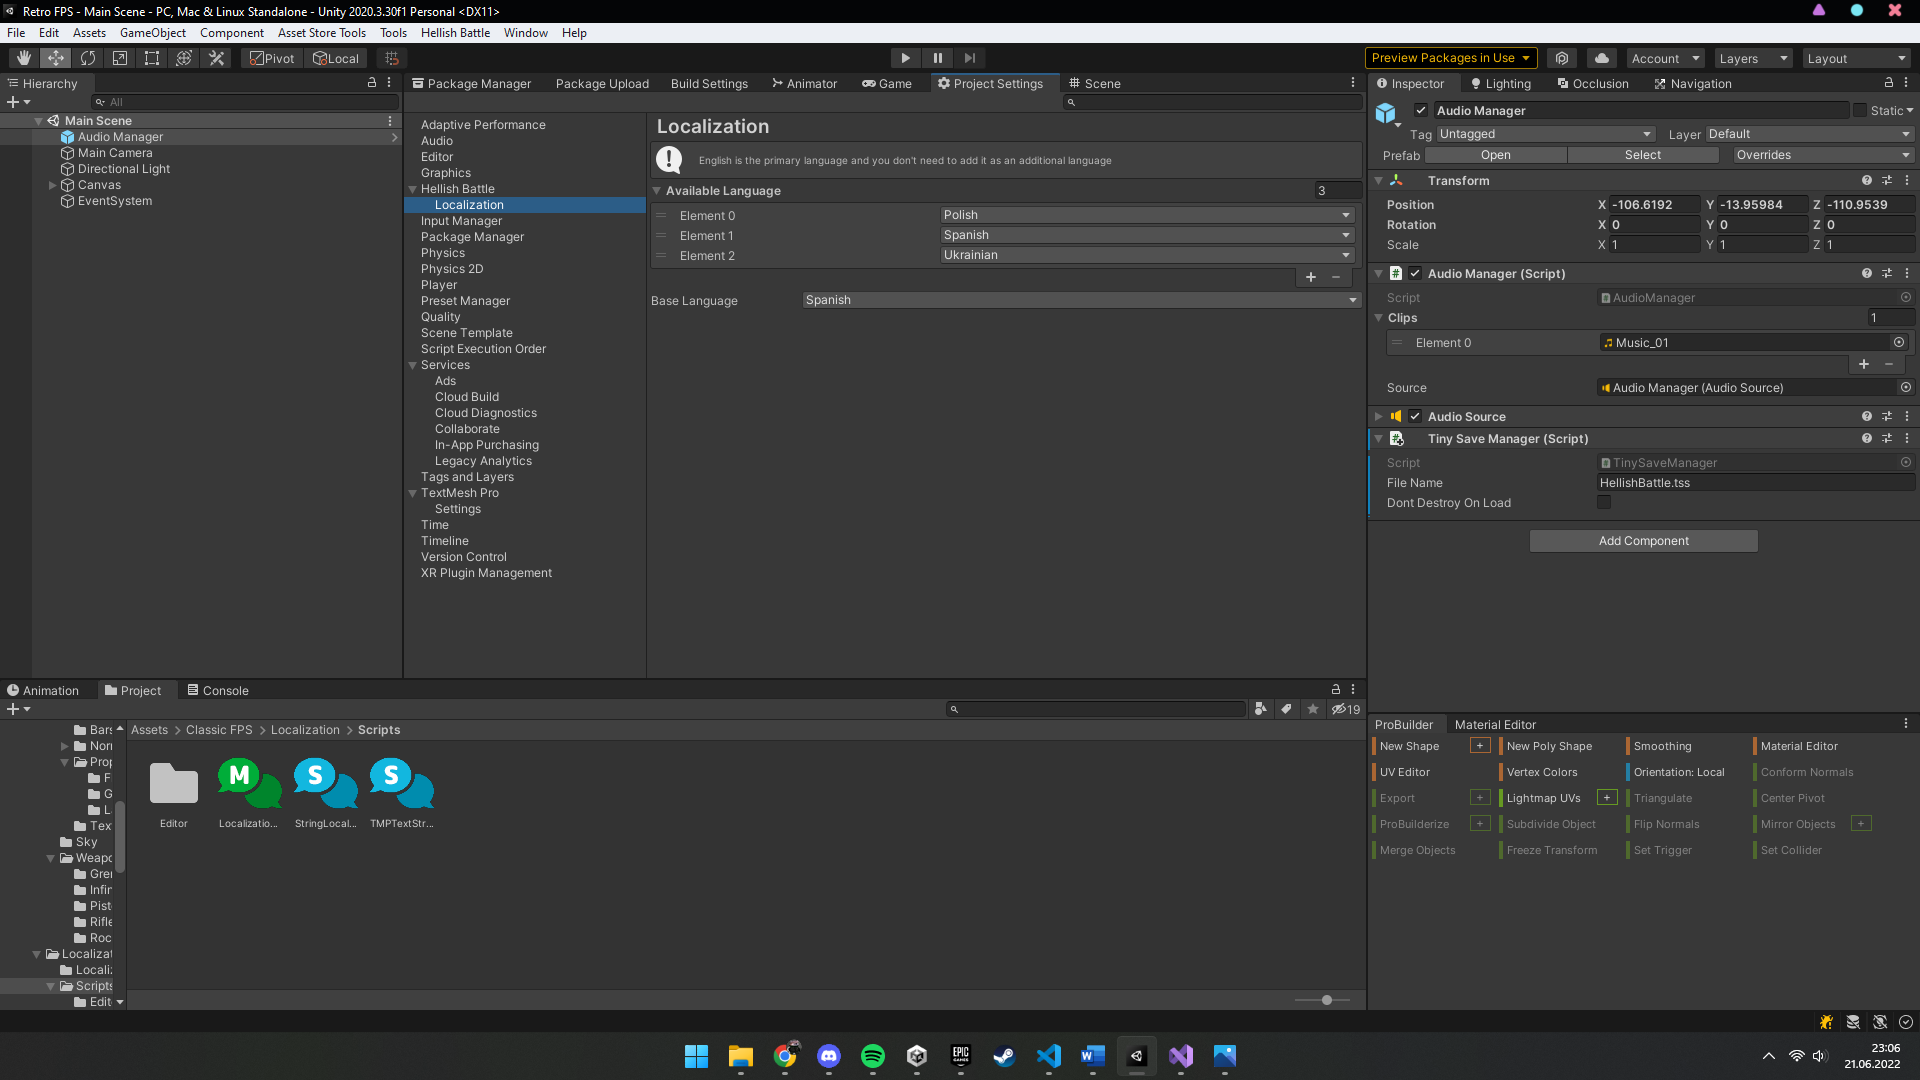 Retro FPS - Main Scene - PC, Mac & Linux Standalone - Unity 2020.3.30f1 Personal <DX11>
File Edit Assets GameObject Component Asset Store Tools Tools Hellish Battle Window Help
Pivot Local Preview Packages in Use Account Layers Layout
Hierarchy
All
Main Scene
Audio Manager
Main Camera
Directional Light
Canvas
EventSystem
Package Manager Package Upload Build Settings Animator Game Project Settings Scene
Adaptive Performance
Audio
Editor
Graphics
Hellish Battle
Localization
Input Manager
Package Manager
Physics
Physics 2D
Player
Preset Manager
Quality
Scene Template
Script Execution Order
Services
Ads
Cloud Build
Cloud Diagnostics
Collaborate
In-App Purchasing
Legacy Analytics
Tags and Layers
TextMesh Pro
Settings
Time
Timeline
Version Control
XR Plugin Management
Localization
English is the primary language and you don't need to add it as an additional language
Available Language 3
Element 0 Polish
Element 1 Spanish
Element 2 Ukrainian
+ −
Base Language Spanish
Inspector Lighting Occlusion Navigation
Audio Manager Static
Tag Untagged Layer Default
Prefab Open Select Overrides
Transform
Position X -106.6192 Y -13.95984 Z -110.9539
Rotation X 0 Y 0 Z 0
Scale X 1 Y 1 Z 1
Audio Manager (Script)
Script AudioManager
Clips 1
Element 0 Music_01
+ −
Source Audio Manager (Audio Source)
Audio Source
Tiny Save Manager (Script)
Script TinySaveManager
File Name HellishBattle.tss
Dont Destroy On Load
Add Component
Animation Project Console
19
Bars
Norr
Prop
F
G
L
Tex
Sky
Weapo
Grer
Infir
Pist
Rifle
Roc
Localizat
Localiz
Scripts
Edit
Assets > Classic FPS > Localization > Scripts
M S S
Editor Localizatio... StringLocal... TMPTextStr...
ProBuilder Material Editor
New Shape + New Poly Shape Smoothing Material Editor
UV Editor Vertex Colors Orientation: Local Conform Normals
Export + Lightmap UVs + Triangulate Center Pivot
ProBuilderize + Subdivide Object Flip Normals Mirror Objects +
Merge Objects Freeze Transform Set Trigger Set Collider
EPIC GAMES
23:06
21.06.2022